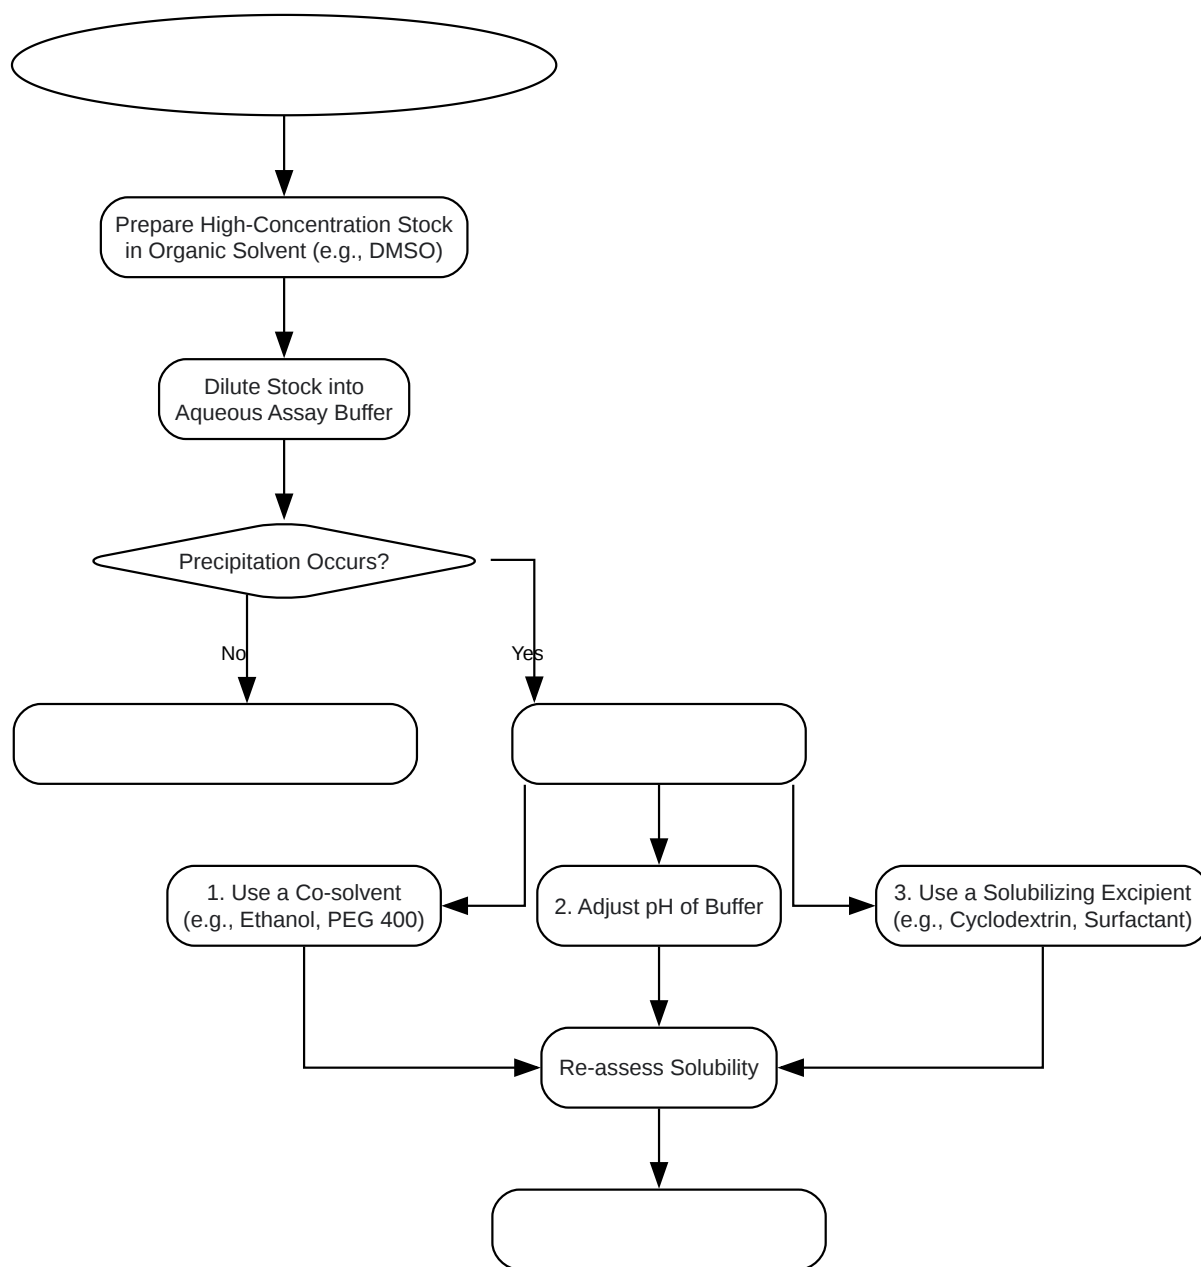 Prepare High-Concentration Stock
in Organic Solvent (e.g., DMSO)
Dilute Stock into
Aqueous Assay Buffer
Precipitation Occurs?
No
Yes
1. Use a Co-solvent
(e.g., Ethanol, PEG 400)
2. Adjust pH of Buffer
3. Use a Solubilizing Excipient
(e.g., Cyclodextrin, Surfactant)
Re-assess Solubility